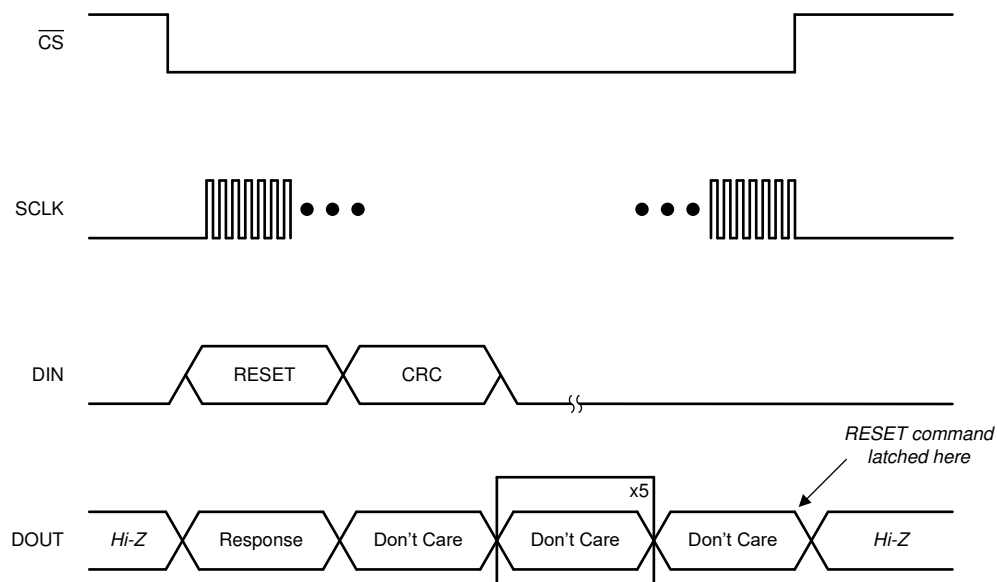 CS
SCLK
DIN
RESET
CRC
RESET command
latched here
x5
DOUT
Hi-Z
Response
Don't Care
Don't Care
Don't Care
Hi-Z